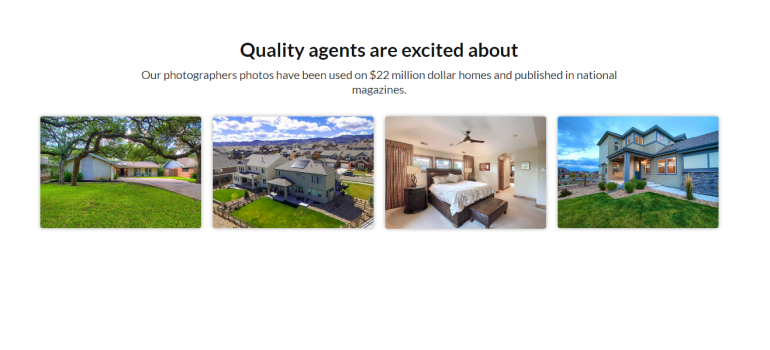 Quality agents are excited about
Our photographers photos have been used on $22 million dollar homes and published in national
magazines.